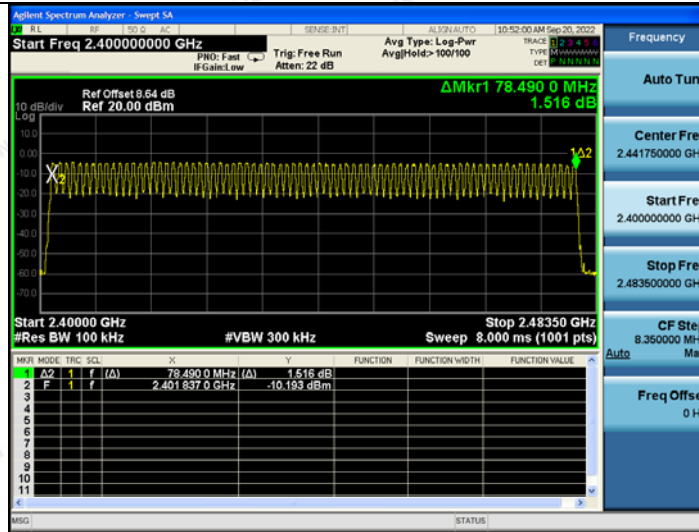 Agilent Spectrum Analyzer - Swept SA
RL RF 50 Ω AC SENSE:INT ALIGN AUTO 10:52:00 AM Sep 20, 2022
Start Freq 2.400000000 GHz
PNO: Fast
IFGain:Low
Trig: Free Run
Atten: 22 dB
Avg Type: Log-Pwr
Avg|Hold:>100/100
TRACE 1 2 3 4 5 6
TYPE M
DET P N N N N N
Frequency
ΔMkr1 78.490 0 MHz
1.516 dB
Ref Offset 8.64 dB
10 dB/div Ref 20.00 dBm
Log
10.0
0.00
-10.0
-20.0
-30.0
-40.0
-50.0
-60.0
-70.0
1Δ2
2
Start 2.40000 GHz Stop 2.48350 GHz
#Res BW 100 kHz #VBW 300 kHz Sweep 8.000 ms (1001 pts)
MKR MODE TRC SCL X Y FUNCTION FUNCTION WIDTH FUNCTION VALUE
1 Δ2 1 f (Δ) 78.490 0 MHz (Δ) 1.516 dB
2 F 1 f 2.401 837 0 GHz -10.193 dBm
3
4
5
6
7
8
9
10
11
MSG STATUS
Auto Tun
Center Fre
2.441750000 GH
Start Fre
2.400000000 GH
Stop Fre
2.483500000 GH
CF Ste
8.350000 MH
Auto Ma
Freq Offse
0 H